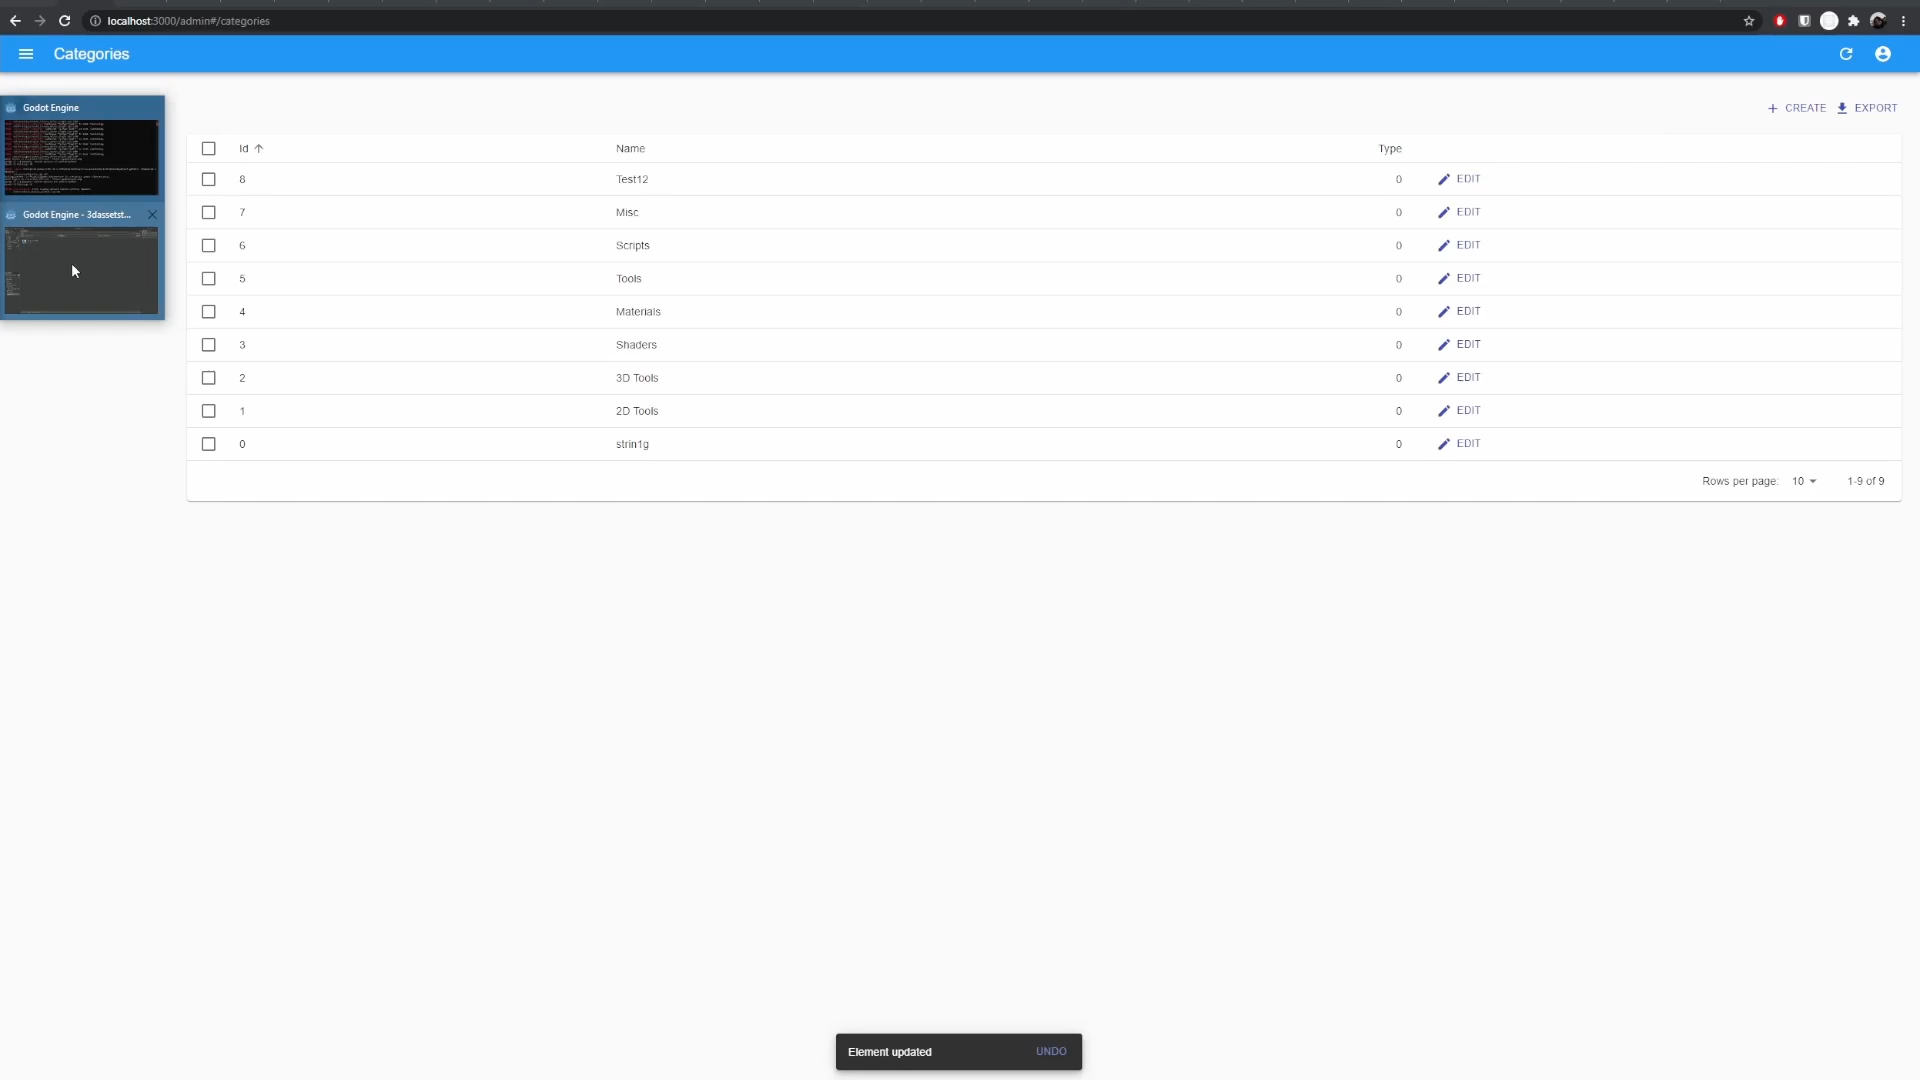 localhost:3000/admin#/categories
Categories
Godot Engine
Godot Engine - 3dassetst...
CREATE EXPORT
Id Name Type
8 Test12 0 EDIT
7 Misc 0 EDIT
6 Scripts 0 EDIT
5 Tools 0 EDIT
4 Materials 0 EDIT
3 Shaders 0 EDIT
2 3D Tools 0 EDIT
1 2D Tools 0 EDIT
0 strin1g 0 EDIT
Rows per page: 10 1-9 of 9
Element updated UNDO